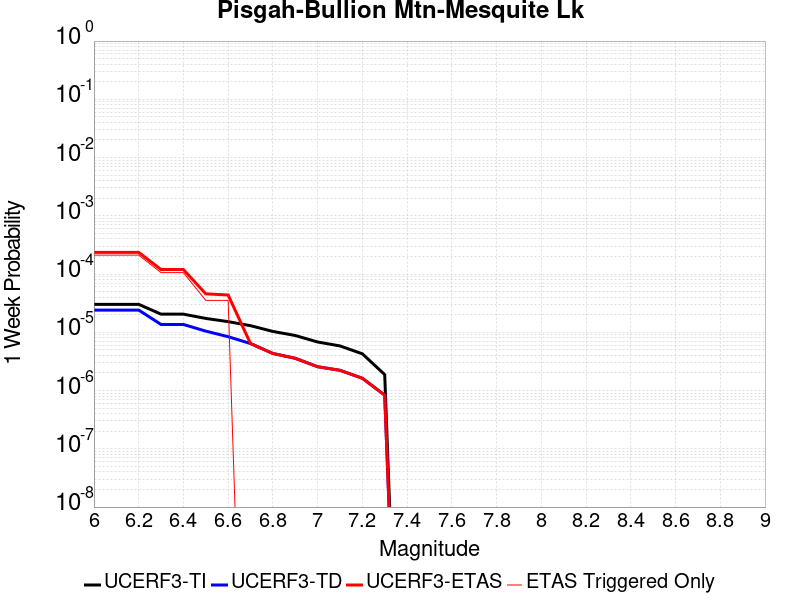 Pisgah-Bullion Mtn-Mesquite Lk
10^0
10^-1
10^-2
10^-3
10^-4
10^-5
10^-6
10^-7
10^-8
1 Week Probability
6 6.2 6.4 6.6 6.8 7 7.2 7.4 7.6 7.8 8 8.2 8.4 8.6 8.8 9
Magnitude
UCERF3-TI UCERF3-TD UCERF3-ETAS ETAS Triggered Only